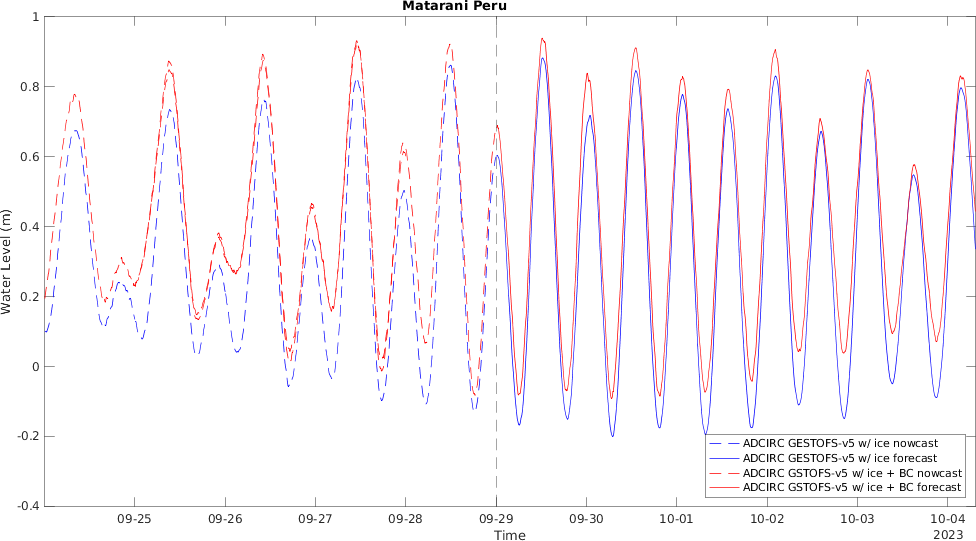 Matarani Peru
1
0.8
0.6
0.4
0.2
0
-0.2
-0.4
Water Level (m)
ADCIRC GESTOFS-v5 w/ ice nowcast
ADCIRC GESTOFS-v5 w/ ice forecast
ADCIRC GSTOFS-v5 w/ ice + BC nowcast
ADCIRC GSTOFS-v5 w/ ice + BC forecast
09-25 09-26 09-27 09-28 09-29 09-30 10-01 10-02 10-03 10-04
Time 2023